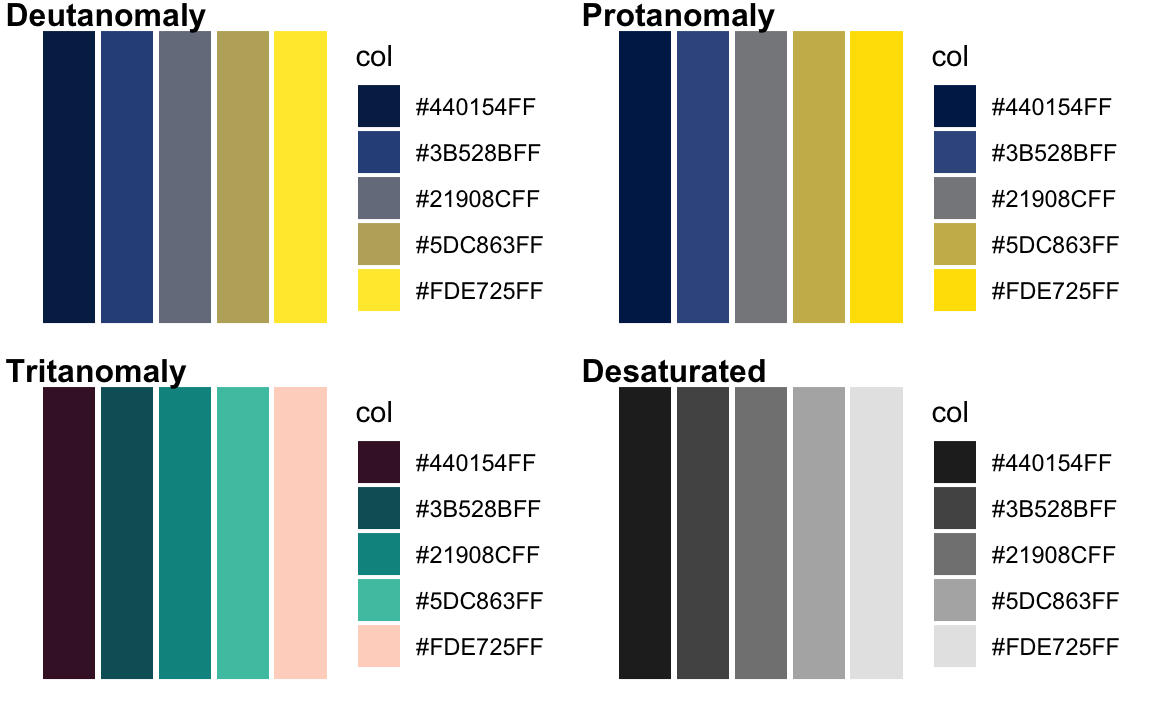 Deutanomaly
col
#440154FF
#3B528BFF
#21908CFF
#5DC863FF
#FDE725FF
Protanomaly
col
#440154FF
#3B528BFF
#21908CFF
#5DC863FF
#FDE725FF
Tritanomaly
col
#440154FF
#3B528BFF
#21908CFF
#5DC863FF
#FDE725FF
Desaturated
col
#440154FF
#3B528BFF
#21908CFF
#5DC863FF
#FDE725FF